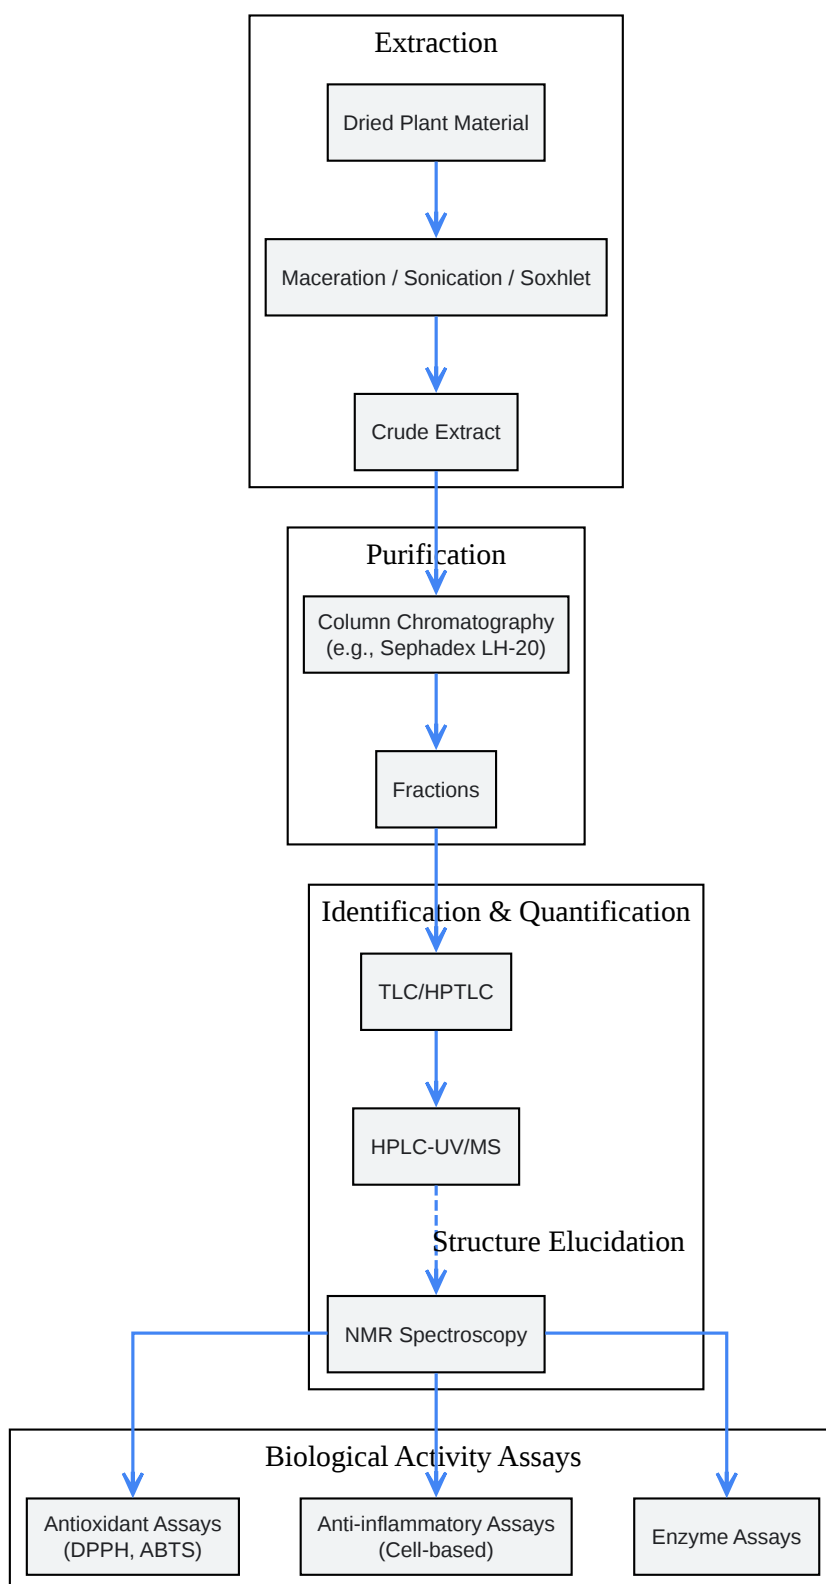 Extraction
Dried Plant Material
Maceration / Sonication / Soxhlet
Crude Extract
Purification
Column Chromatography
(e.g., Sephadex LH-20)
Fractions
Identification & Quantification
TLC/HPTLC
HPLC-UV/MS
Structure Elucidation
NMR Spectroscopy
Biological Activity Assays
Antioxidant Assays
(DPPH, ABTS)
Anti-inflammatory Assays
(Cell-based)
Enzyme Assays